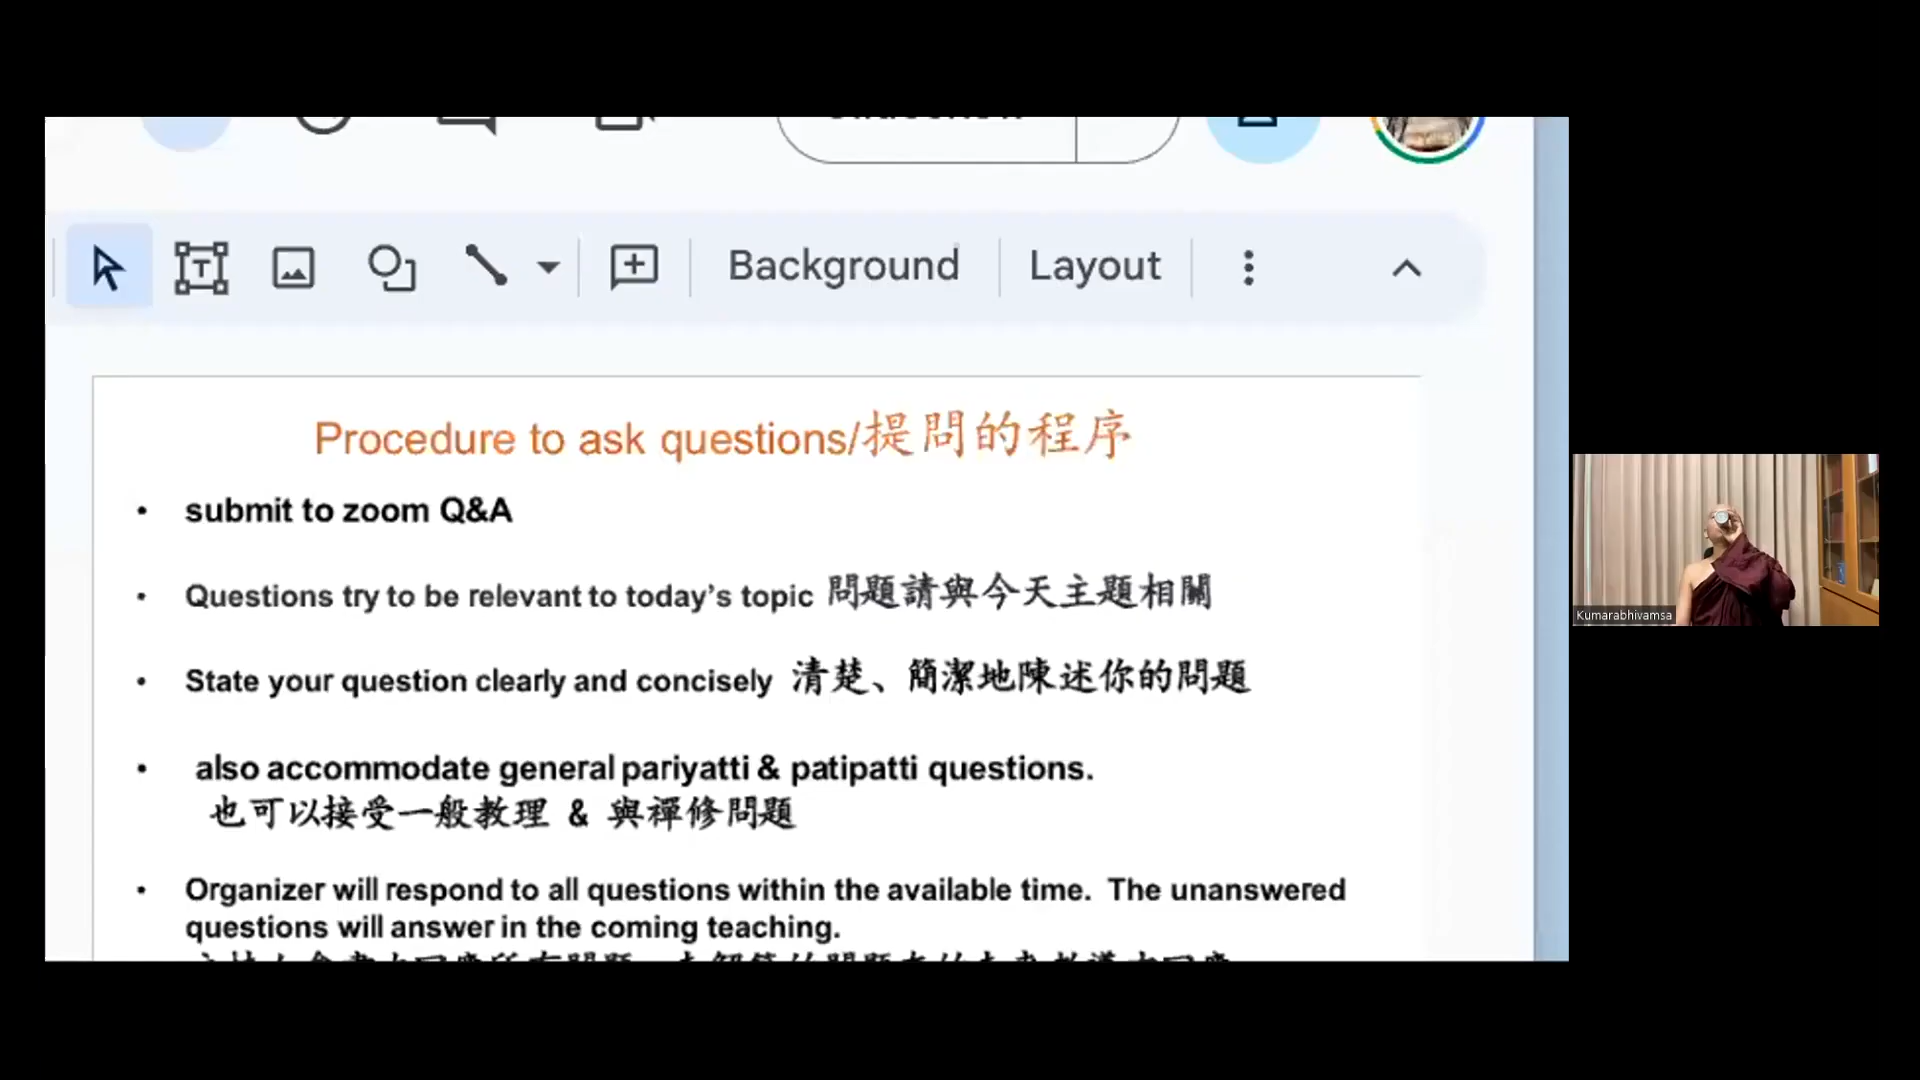 Background
Layout
Procedure to ask questions/提問的程序
submit to zoom Q&A
Questions try to be relevant to today's topic 問題請與今天主題相關
State your question clearly and concisely 清楚、簡潔地陳述你的問題
also accommodate general pariyatti & patipatti questions.
也可以接受一般教理 & 與禪修問題
Organizer will respond to all questions within the available time. The unanswered
questions will answer in the coming teaching.
Kumarabhivamsa